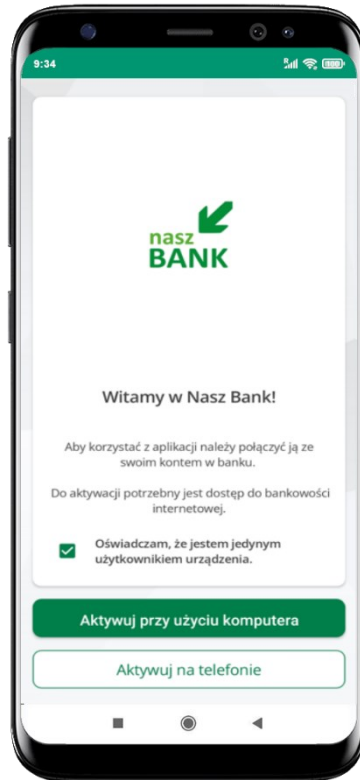 9:34
nasz
BANK
Witamy w Nasz Bank!
Aby korzystać z aplikacji należy połączyć ją ze
swoim kontem w banku.
Do aktywacji potrzebny jest dostęp do bankowości
internetowej.
Oświadczam, że jestem jedynym
użytkownikiem urządzenia.
Aktywuj przy użyciu komputera
Aktywuj na telefonie